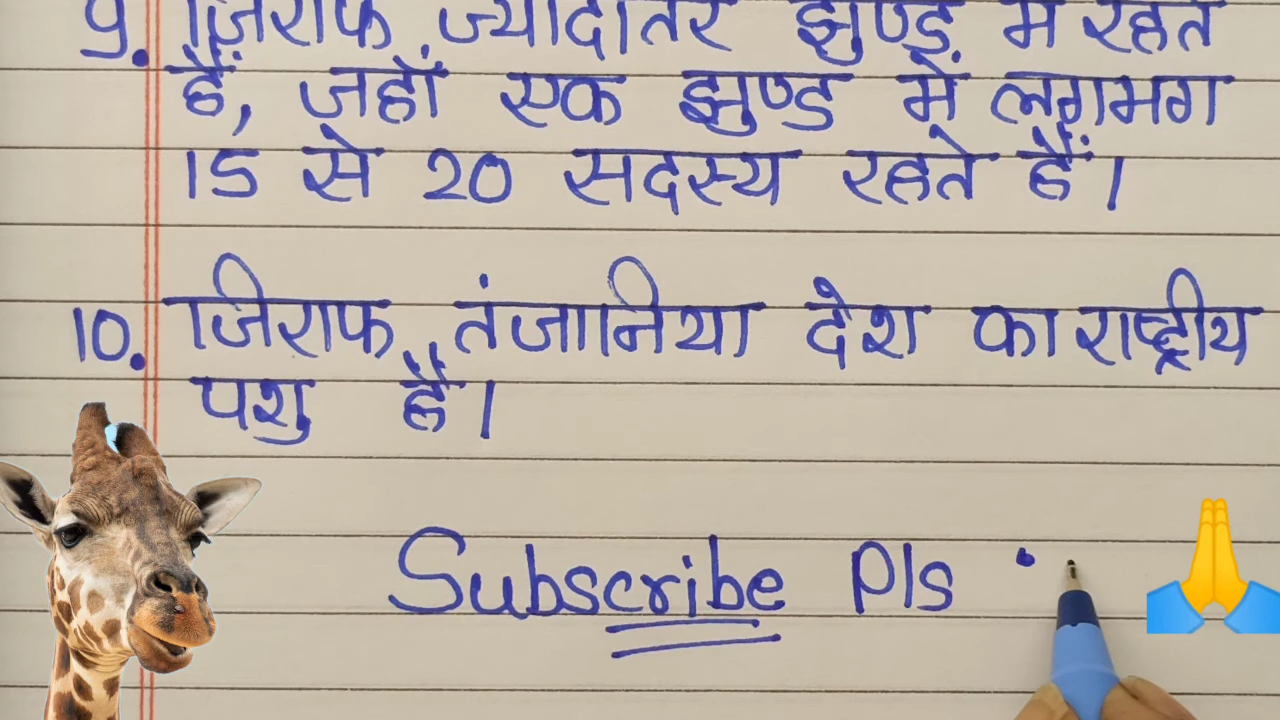 9. जिराफ ज्यादातर झुण्ड में रहते
हैं, जहाँ एक झुण्ड में लगभग
15 से 20 सदस्य रहते हैं।
10. जिराफ तंजानिया देश का राष्ट्रीय
पशु है।
Subscribe Pls